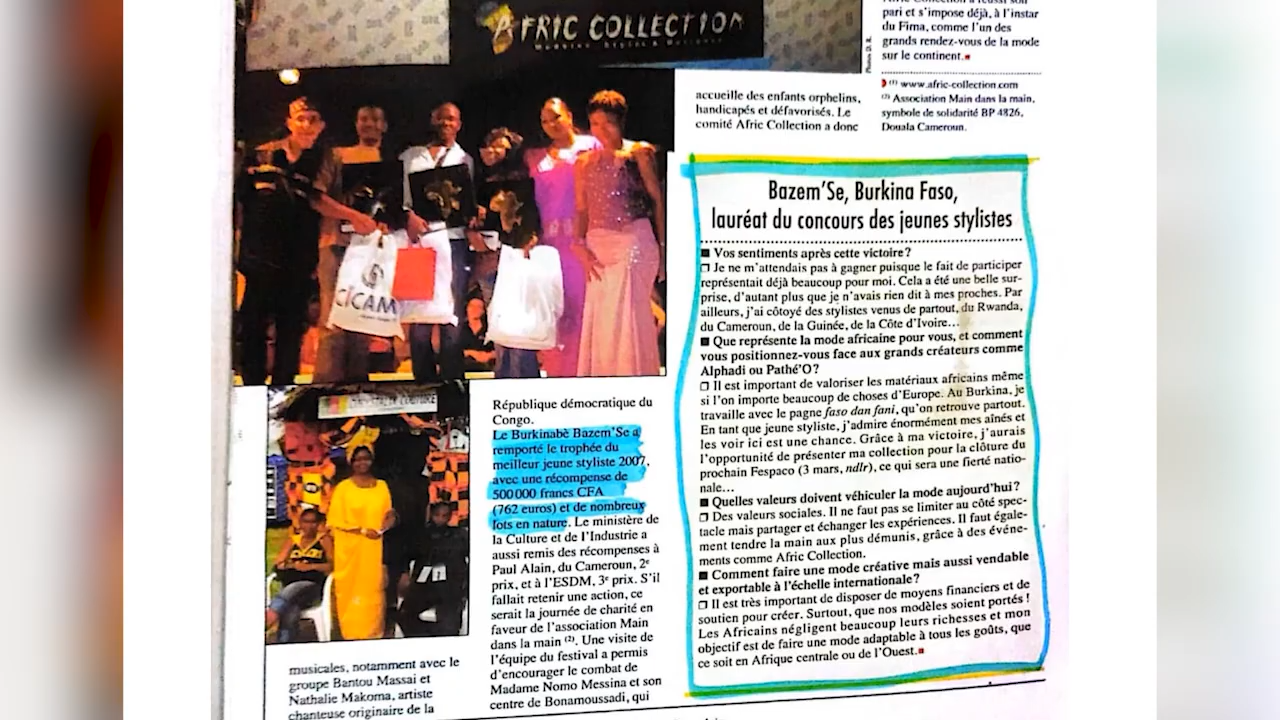 AFRIC COLLECTION
pari et s'impose déjà, à l'instar
du Fima, comme l'un des
grands rendez-vous de la mode
sur le continent.
(1) www.afric-collection.com
(2) Association Main dans la main,
symbole de solidarité BP 4826,
Douala Cameroun.
accueille des enfants orphelins,
handicapés et défavorisés. Le
comité Afric Collection a donc
CICAM
République démocratique du
Congo.
Le Burkinabè Bazem'Se a
remporté le trophée du
meilleur jeune styliste 2007,
avec une récompense de
500 000 francs CFA
(762 euros) et de nombreux
lots en nature. Le ministère de
la Culture et de l'Industrie a
aussi remis des récompenses à
Paul Alain, du Cameroun, 2e
prix, et à l'ESDM, 3e prix. S'il
fallait retenir une action, ce
serait la journée de charité en
faveur de l'association Main
dans la main (2). Une visite de
l'équipe du festival a permis
d'encourager le combat de
Madame Nomo Messina et son
centre de Bonamoussadi, qui
musicales, notamment avec le
groupe Bantou Massai et
Nathalie Makoma, artiste
chanteuse originaire de la
Bazem'Se, Burkina Faso,
lauréat du concours des jeunes stylistes
■ Vos sentiments après cette victoire?
❒ Je ne m'attendais pas à gagner puisque le fait de participer
représentait déjà beaucoup pour moi. Cela a été une belle sur-
prise, d'autant plus que je n'avais rien dit à mes proches. Par
ailleurs, j'ai côtoyé des stylistes venus de partout, du Rwanda,
du Cameroun, de la Guinée, de la Côte d'Ivoire…
■ Que représente la mode africaine pour vous, et comment
vous positionnez-vous face aux grands créateurs comme
Alphadi ou Pathé'O?
❒ Il est important de valoriser les matériaux africains même
si l'on importe beaucoup de choses d'Europe. Au Burkina, je
travaille avec le pagne faso dan fani, qu'on retrouve partout.
En tant que jeune styliste, j'admire énormément mes aînés et
les voir ici est une chance. Grâce à ma victoire, j'aurais
l'opportunité de présenter ma collection pour la clôture du
prochain Fespaco (3 mars, ndlr), ce qui sera une fierté natio-
nale…
■ Quelles valeurs doivent véhiculer la mode aujourd'hui?
❒ Des valeurs sociales. Il ne faut pas se limiter au côté spec-
tacle mais partager et échanger les expériences. Il faut égale-
ment tendre la main aux plus démunis, grâce à des événe-
ments comme Afric Collection.
■ Comment faire une mode créative mais aussi vendable
et exportable à l'échelle internationale?
❒ Il est très important de disposer de moyens financiers et de
soutien pour créer. Surtout, que nos modèles soient portés !
Les Africains négligent beaucoup leurs richesses et mon
objectif est de faire une mode adaptable à tous les goûts, que
ce soit en Afrique centrale ou de l'Ouest.